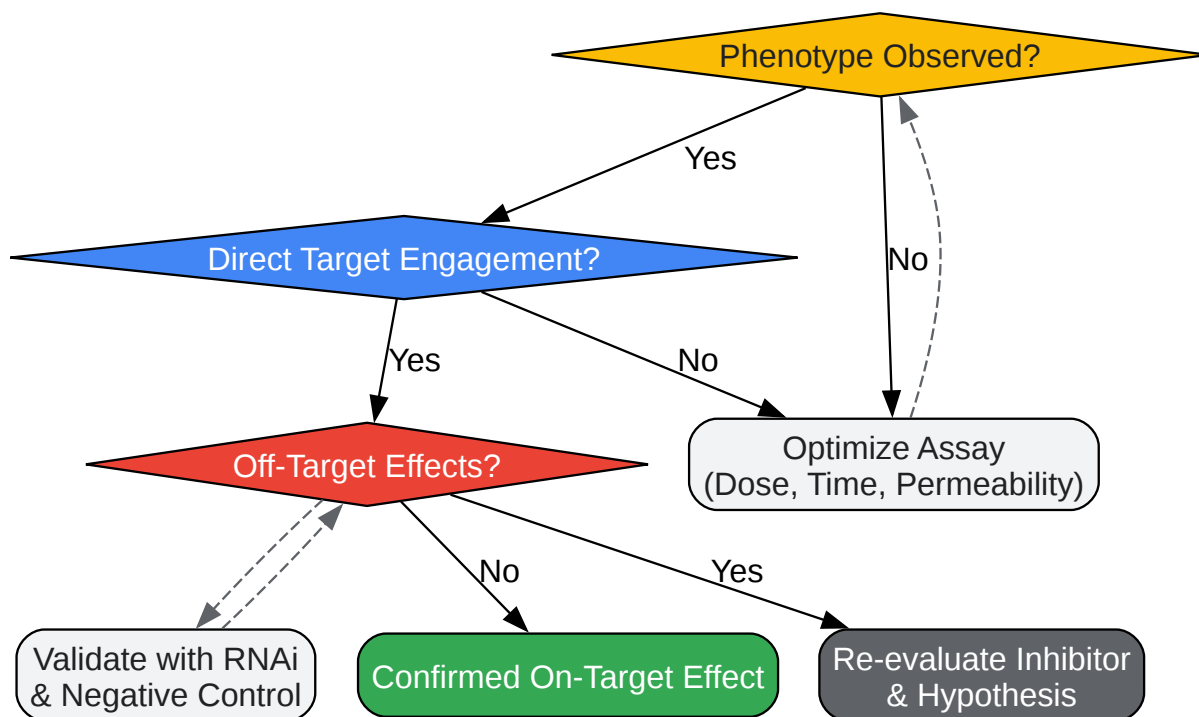 Phenotype Observed?
Yes
Direct Target Engagement?
No
Yes
No
Optimize Assay
(Dose, Time, Permeability)
Off-Target Effects?
No
Yes
Validate with RNAi
& Negative Control
Confirmed On-Target Effect
Re-evaluate Inhibitor
& Hypothesis